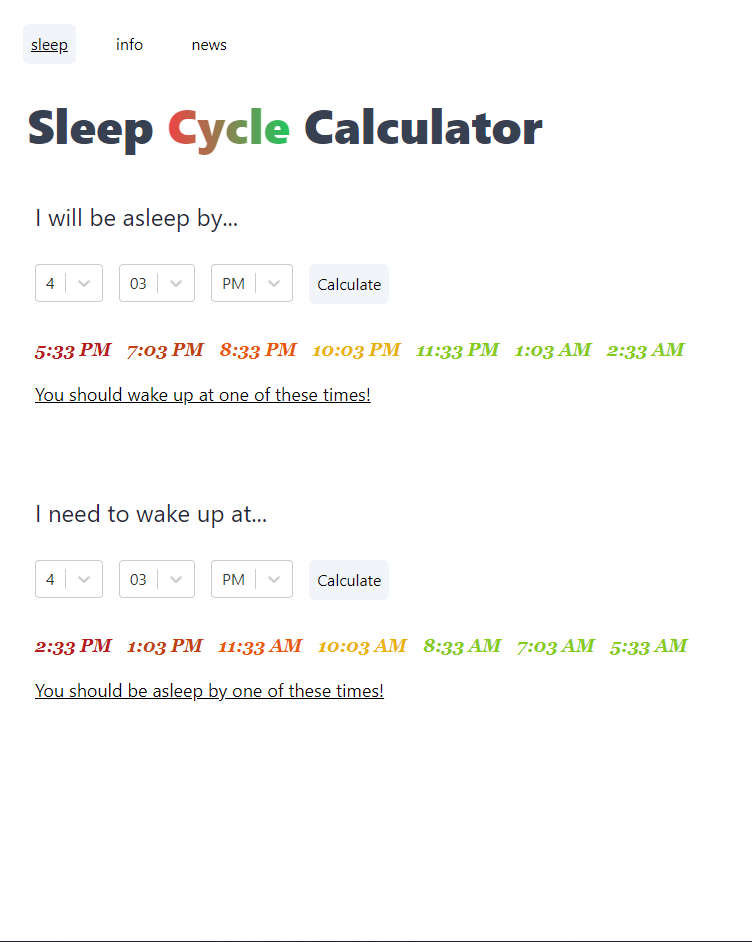 sleep info news
Sleep Cycle Calculator
I will be asleep by...
4 03 PM Calculate
5:33 PM 7:03 PM 8:33 PM 10:03 PM 11:33 PM 1:03 AM 2:33 AM
You should wake up at one of these times!
I need to wake up at...
4 03 PM Calculate
2:33 PM 1:03 PM 11:33 AM 10:03 AM 8:33 AM 7:03 AM 5:33 AM
You should be asleep by one of these times!